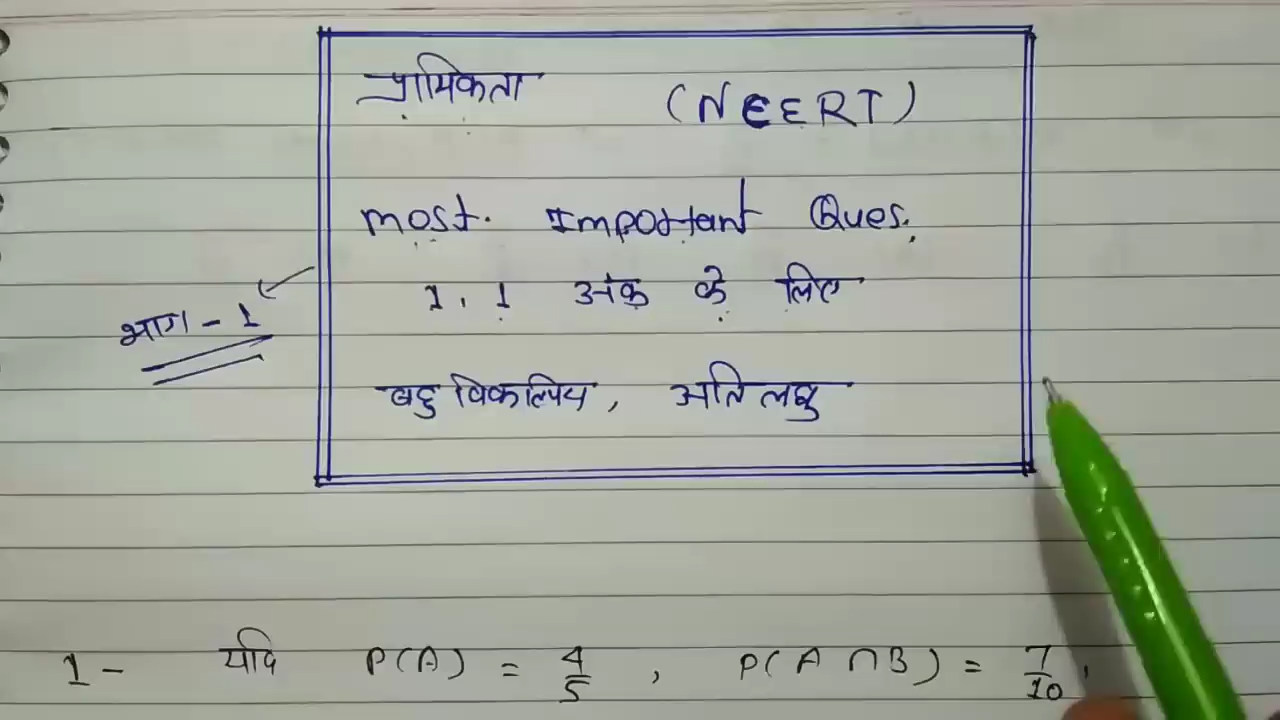 प्रायिकता (NCERT)
most. Important Ques.
1, 1 अंक के लिए
भाग - 1
बहु विकल्पिय, अति लघु
1 - यदि P(A) = 4/5, P(A ∩ B) = 7/10,